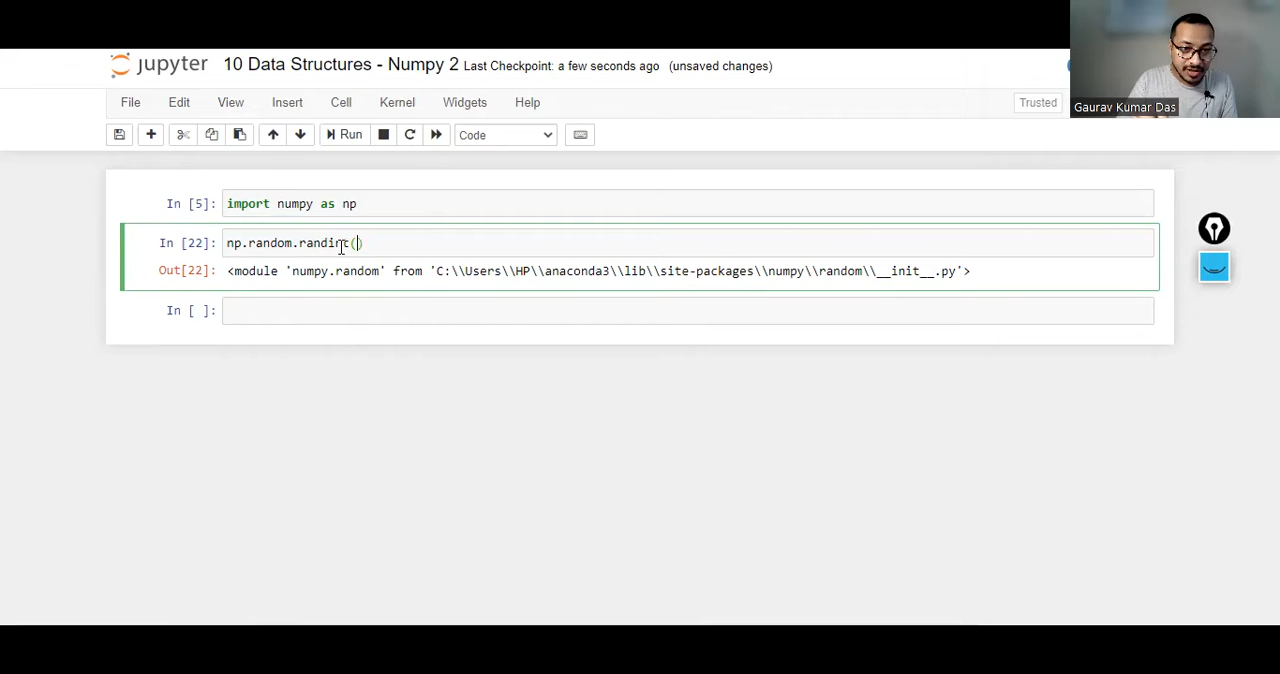 jupyter 10 Data Structures - Numpy 2 Last Checkpoint: a few seconds ago (unsaved changes)
Gaurav Kumar Das
File Edit View Insert Cell Kernel Widgets Help
Trusted
Run Code
In [5]: import numpy as np
In [22]: np.random.randint()
Out[22]: <module 'numpy.random' from 'C:\\Users\\HP\\anaconda3\\lib\\site-packages\\numpy\\random\\__init__.py'>
In [ ]: